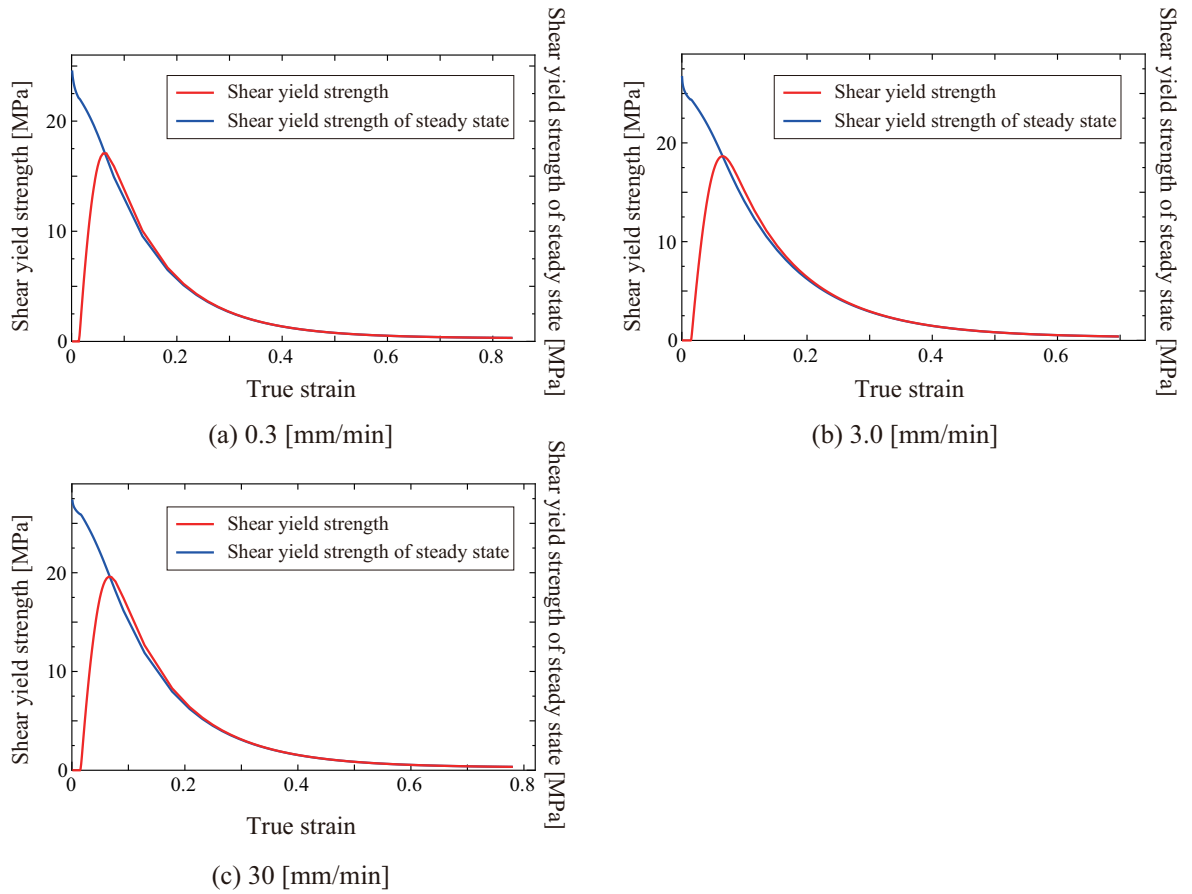 Shear yield strength [MPa]
20
10
0
Shear yield strength
Shear yield strength of steady state
0 0.2 0.4 0.6 0.8
True strain
Shear yield strength of steady state [MPa]
(a) 0.3 [mm/min]
Shear yield strength [MPa]
20
10
0
Shear yield strength
Shear yield strength of steady state
0 0.2 0.4 0.6
True strain
Shear yield strength of steady state [MPa]
(b) 3.0 [mm/min]
Shear yield strength [MPa]
20
10
0
Shear yield strength
Shear yield strength of steady state
0 0.2 0.4 0.6 0.8
True strain
Shear yield strength of steady state [MPa]
(c) 30 [mm/min]